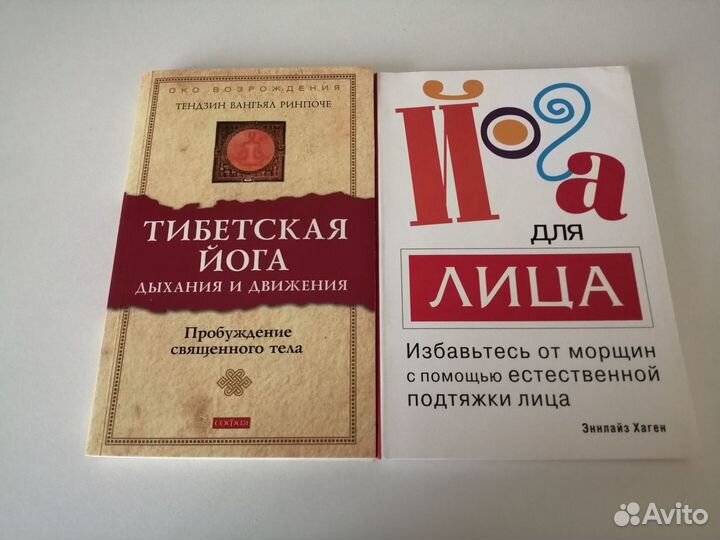 ОКО ВОЗРОЖДЕНИЯ
ТЕНДЗИН ВАНГЬЯЛ РИНПОЧЕ
ТИБЕТСКАЯ
ЙОГА
ДЫХАНИЯ И ДВИЖЕНИЯ
Пробуждение
священного тела
СОФИЯ
йога
для
ЛИЦА
Избавьтесь от морщин
с помощью естественной
подтяжки лица
Эннлайз Хаген
Avito